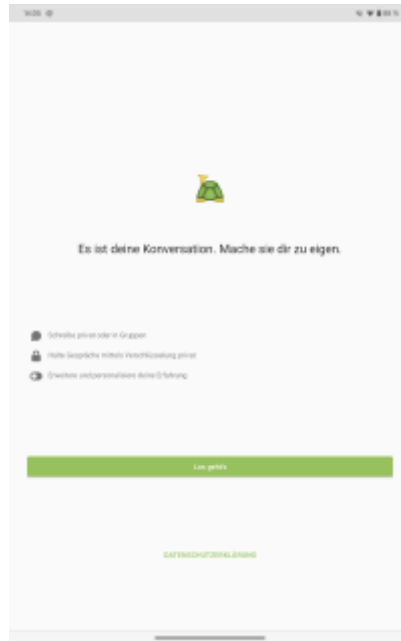 Es ist deine Konversation. Mache sie dir zu eigen.
Schreibe privat oder in Gruppen
Halte Gespräche mittels Verschlüsselung privat
Erweitere und personalisiere deine Erfahrung
Los geht's
DATENSCHUTZERKLÄRUNG